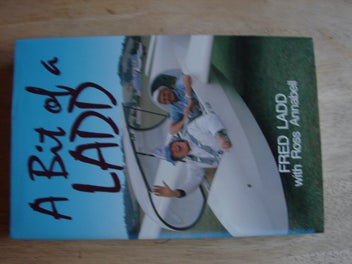 A Bit of a
LADD
FRED LADD
with Ross Annabell